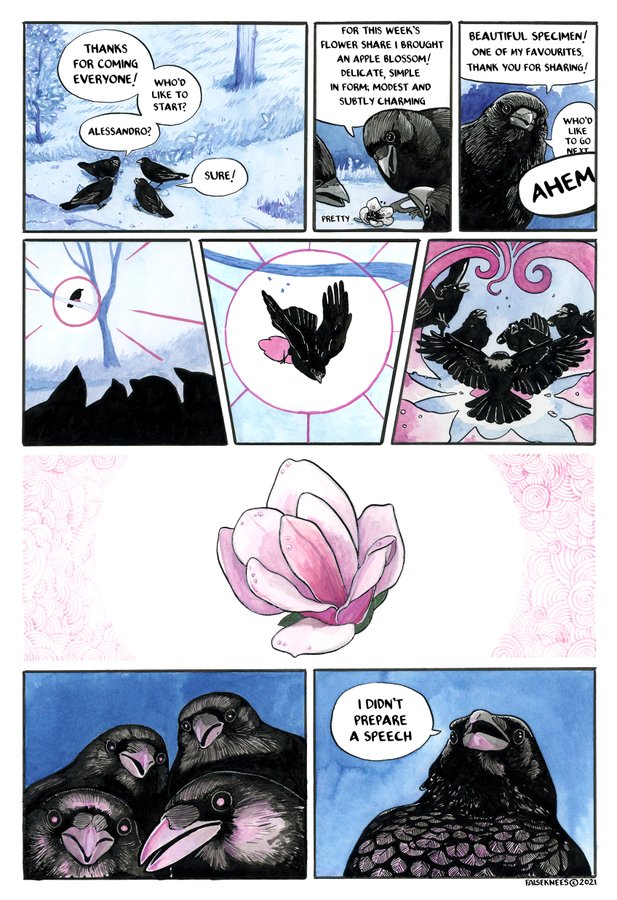 THANKS
FOR COMING
EVERYONE!
WHO'D
LIKE TO
START?
ALESSANDRO?
SURE!
FOR THIS WEEK'S
FLOWER SHARE I BROUGHT
AN APPLE BLOSSOM!
DELICATE, SIMPLE
IN FORM, MODEST AND
SUBTLY CHARMING
PRETTY
BEAUTIFUL SPECIMEN!
ONE OF MY FAVOURITES,
THANK YOU FOR SHARING!
WHO'D
LIKE TO GO
NEXT
AHEM
I DIDN'T
PREPARE
A SPEECH
FALSEKNEES©2021